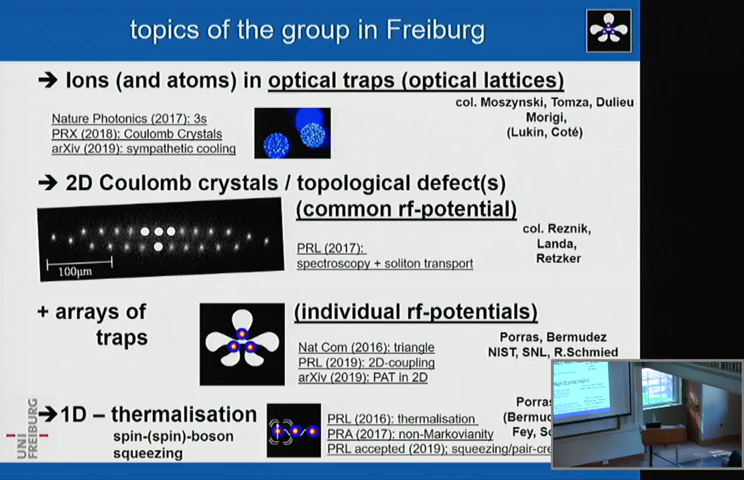 topics of the group in Freiburg
➔ Ions (and atoms) in optical traps (optical lattices)
col. Moszynski, Tomza, Dulieu
Morigi,
(Lukin, Coté)
Nature Photonics (2017): 3s
PRX (2018): Coulomb Crystals
arXiv (2019): sympathetic cooling
➔ 2D Coulomb crystals / topological defect(s)
(common rf-potential)
col. Reznik,
Landa,
Retzker
100µm
PRL (2017):
spectroscopy + soliton transport
+ arrays of
traps
(individual rf-potentials)
Porras, Bermudez
NIST, SNL, R.Schmied
Nat Com (2016): triangle
PRL (2019): 2D-coupling
arXiv (2019): PAT in 2D
➔1D – thermalisation
spin-(spin)-boson
squeezing
PRL (2016): thermalisation
PRA (2017): non-Markovianity
PRL accepted (2019); squeezing/pair-cre
Porras
(Bermud
Fey, Sc
UNI
FREIBURG